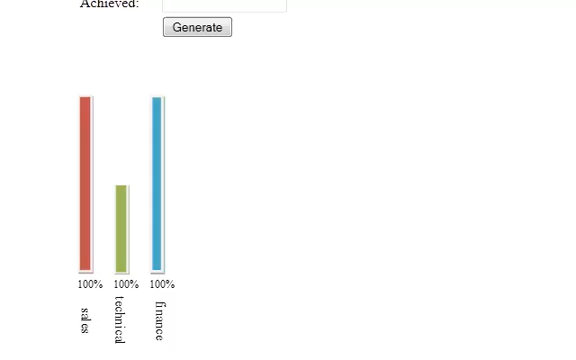 Achieved:
Generate
100% 100% 100%
sales
technical
finance